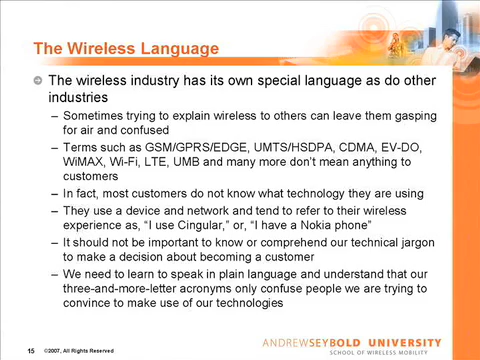 The Wireless Language
The wireless industry has its own special language as do other
industries
– Sometimes trying to explain wireless to others can leave them gasping
for air and confused
– Terms such as GSM/GPRS/EDGE, UMTS/HSDPA, CDMA, EV-DO,
WiMAX, Wi-Fi, LTE, UMB and many more don't mean anything to
customers
– In fact, most customers do not know what technology they are using
– They use a device and network and tend to refer to their wireless
experience as, "I use Cingular," or, "I have a Nokia phone"
– It should not be important to know or comprehend our technical jargon
to make a decision about becoming a customer
– We need to learn to speak in plain language and understand that our
three-and-more-letter acronyms only confuse people we are trying to
convince to make use of our technologies
15 ©2007, All Rights Reserved
ANDREWSEYBOLD UNIVERSITY
SCHOOL OF WIRELESS MOBILITY